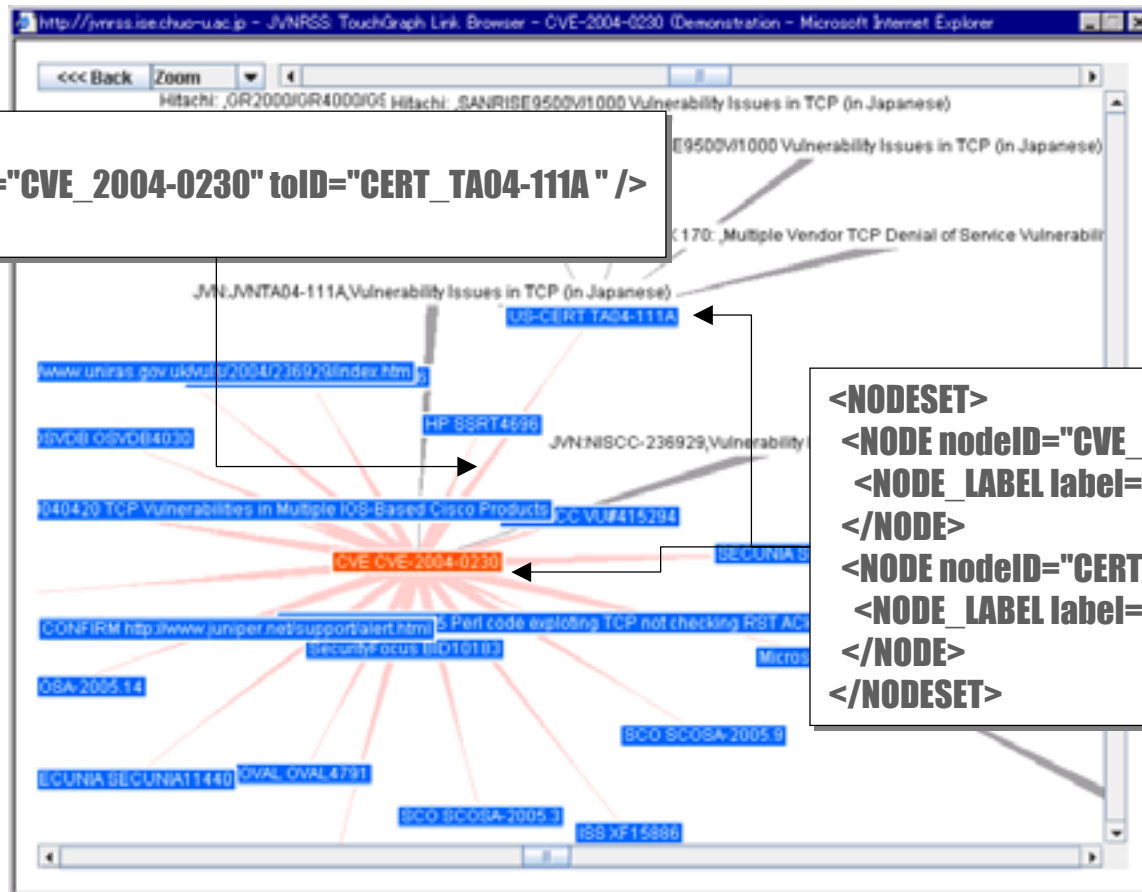 http://jvnrss.ise.chuo-u.ac.jp - JVNRSS: TouchGraph Link Browser - CVE-2004-0230 (Demonstration - Microsoft Internet Explorer
<<< Back Zoom
Hitachi: ,GR2000/GR4000/GS Hitachi: ,SANRISE9500V/1000 Vulnerability Issues in TCP (in Japanese)
E9500V/1000 Vulnerability Issues in TCP (in Japanese)
="CVE_2004-0230" toID="CERT_TA04-111A " />
170: ,Multiple Vendor TCP Denial of Service Vulnerabilit
JVN:JVNTA04-111A,Vulnerability Issues in TCP (in Japanese)
US-CERT TA04-111A
/www.uniras.gov.uk/vuls/2004/236929/index.htm
HP SSRT4696
OSVDB OSVDB4030
JVN:NISCC-236929,Vulnerability
<NODESET>
<NODE nodeID="CVE_
<NODE_LABEL label=
</NODE>
<NODE nodeID="CERT
<NODE_LABEL label=
</NODE>
</NODESET>
0040420 TCP Vulnerabilities in Multiple IOS-Based Cisco Products
CC VU#415294
CVE CVE-2004-0230
SECUNIA S
CONFIRM http://www.juniper.net/support/alert.html
5 Perl code exploting TCP not checking RST ACK
SecurityFocus BID10183
Micros
OSA-2005.14
SCO SCOSA-2005.9
ECUNIA SECUNIA11440
OVAL OVAL4791
SCO SCOSA-2005.3
ISS XF15886